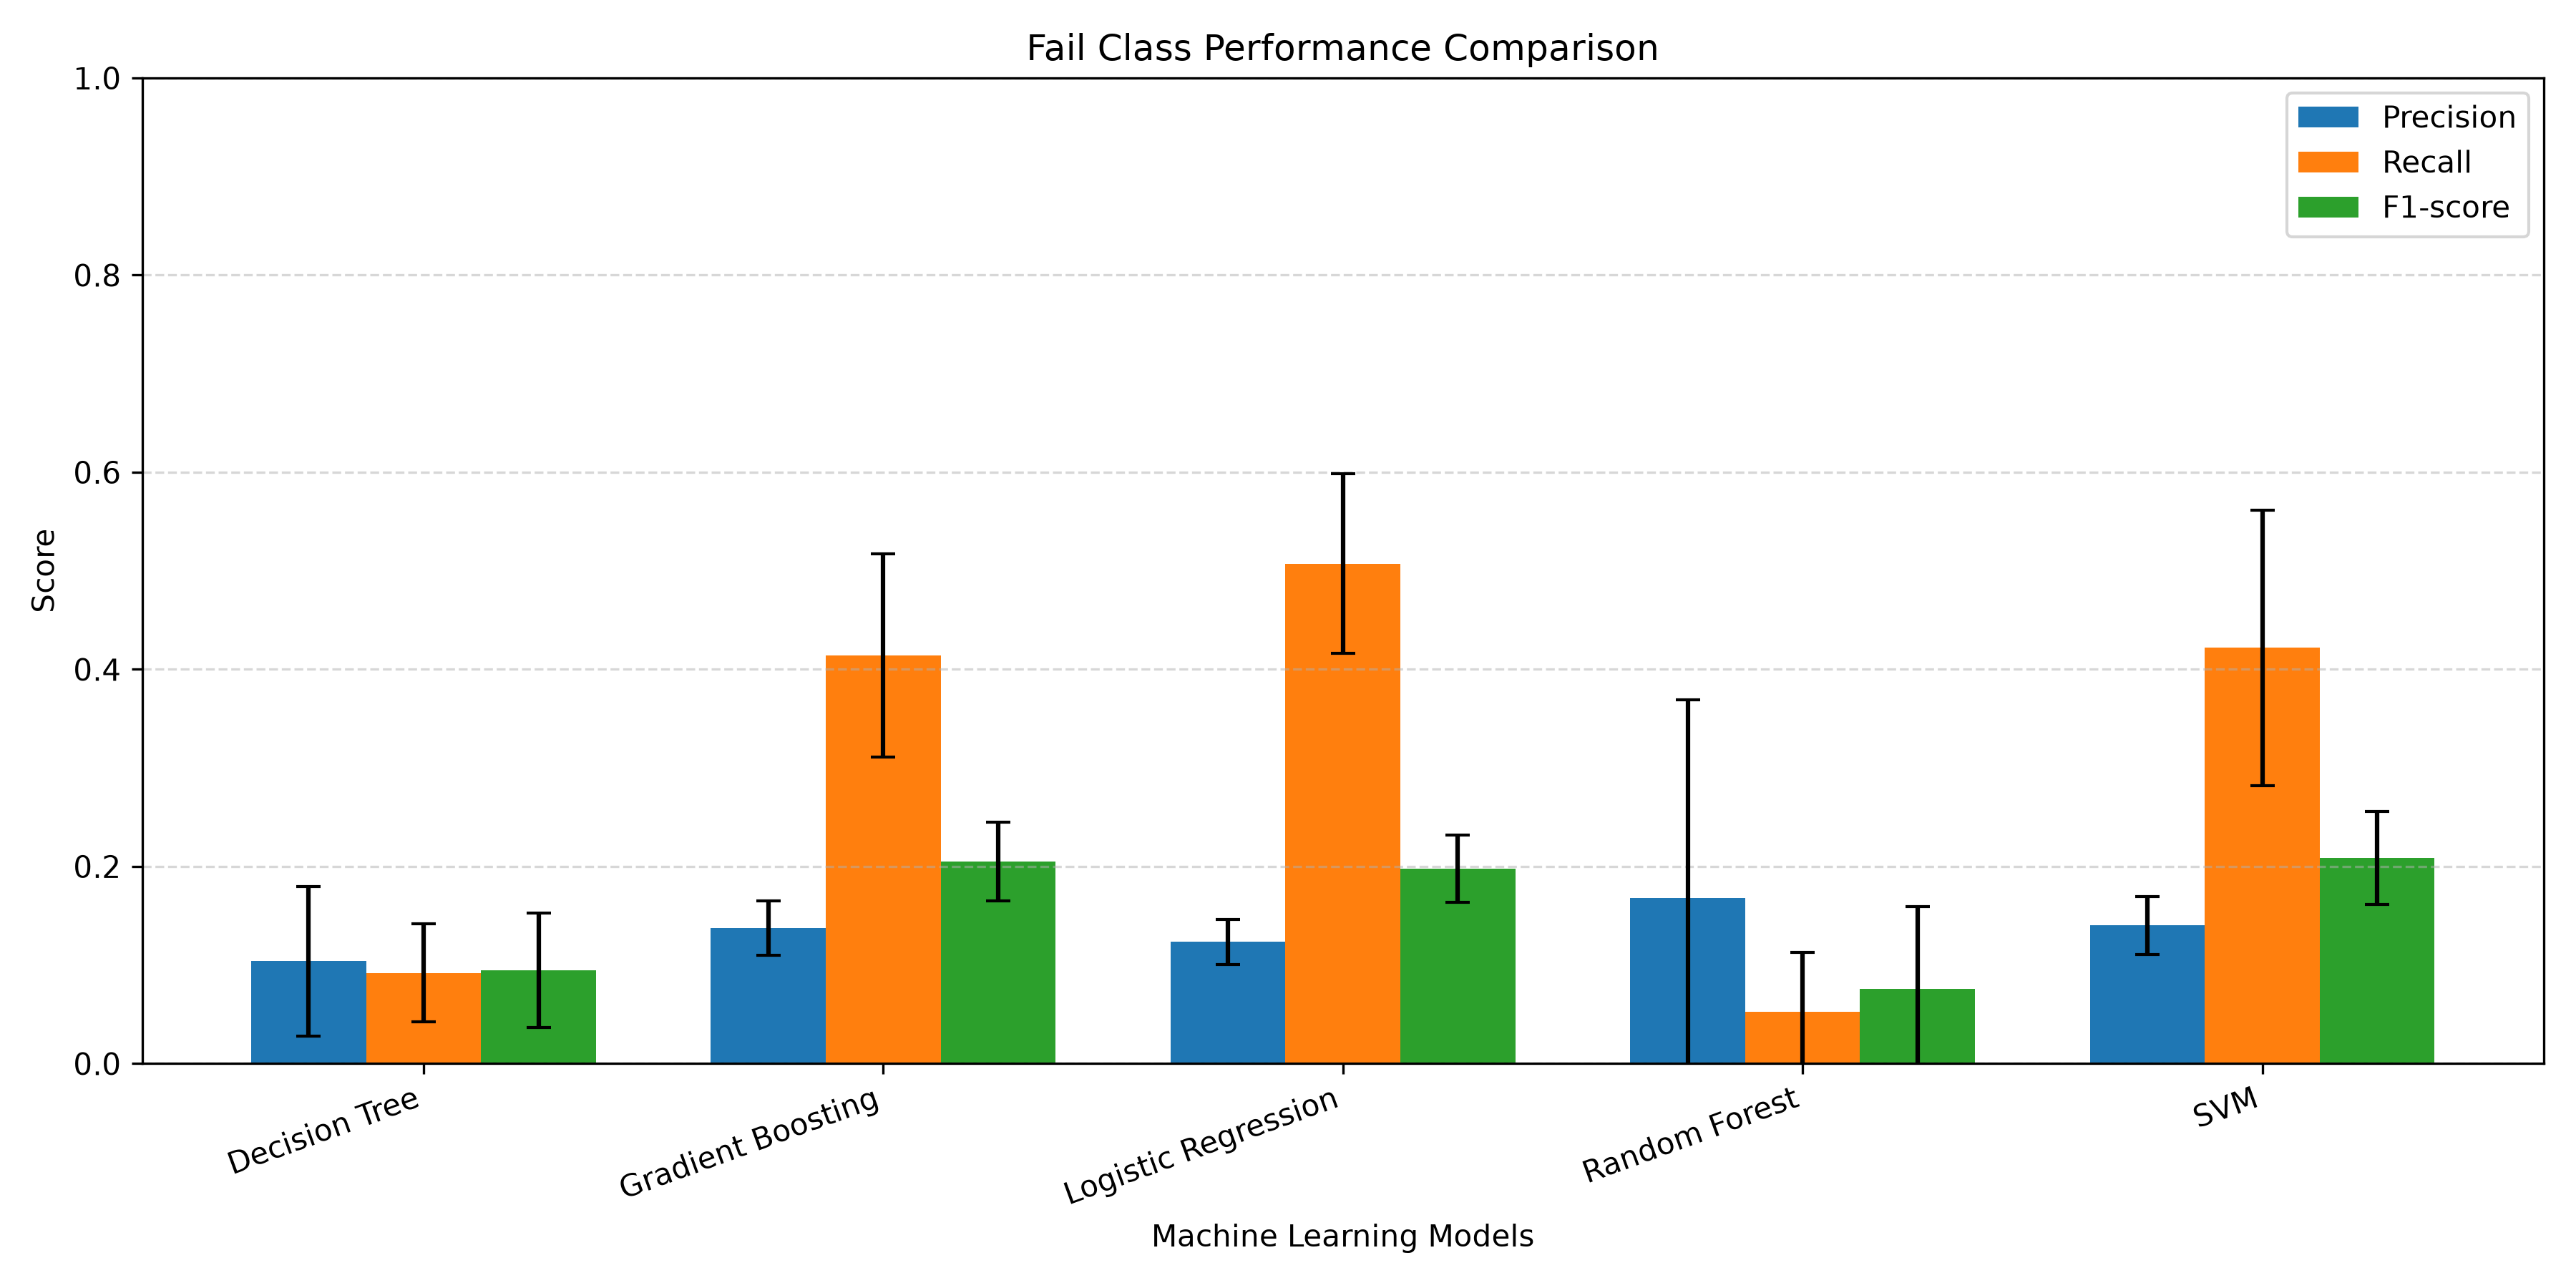 Fail Class Performance Comparison
1.0
0.8
0.6
0.4
0.2
0.0
Score
Precision
Recall
F1-score
Decision Tree
Gradient Boosting
Logistic Regression
Random Forest
SVM
Machine Learning Models